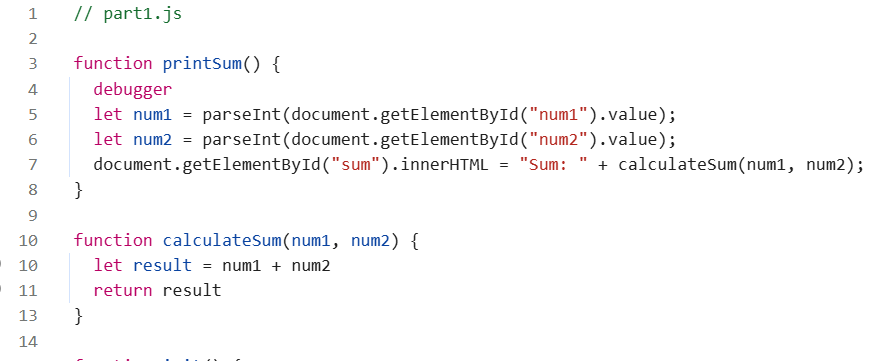 1 // part1.js
2
3 function printSum() {
4 debugger
5 let num1 = parseInt(document.getElementById("num1").value);
6 let num2 = parseInt(document.getElementById("num2").value);
7 document.getElementById("sum").innerHTML = "Sum: " + calculateSum(num1, num2);
8 }
9
10 function calculateSum(num1, num2) {
10 let result = num1 + num2
11 return result
13 }
14